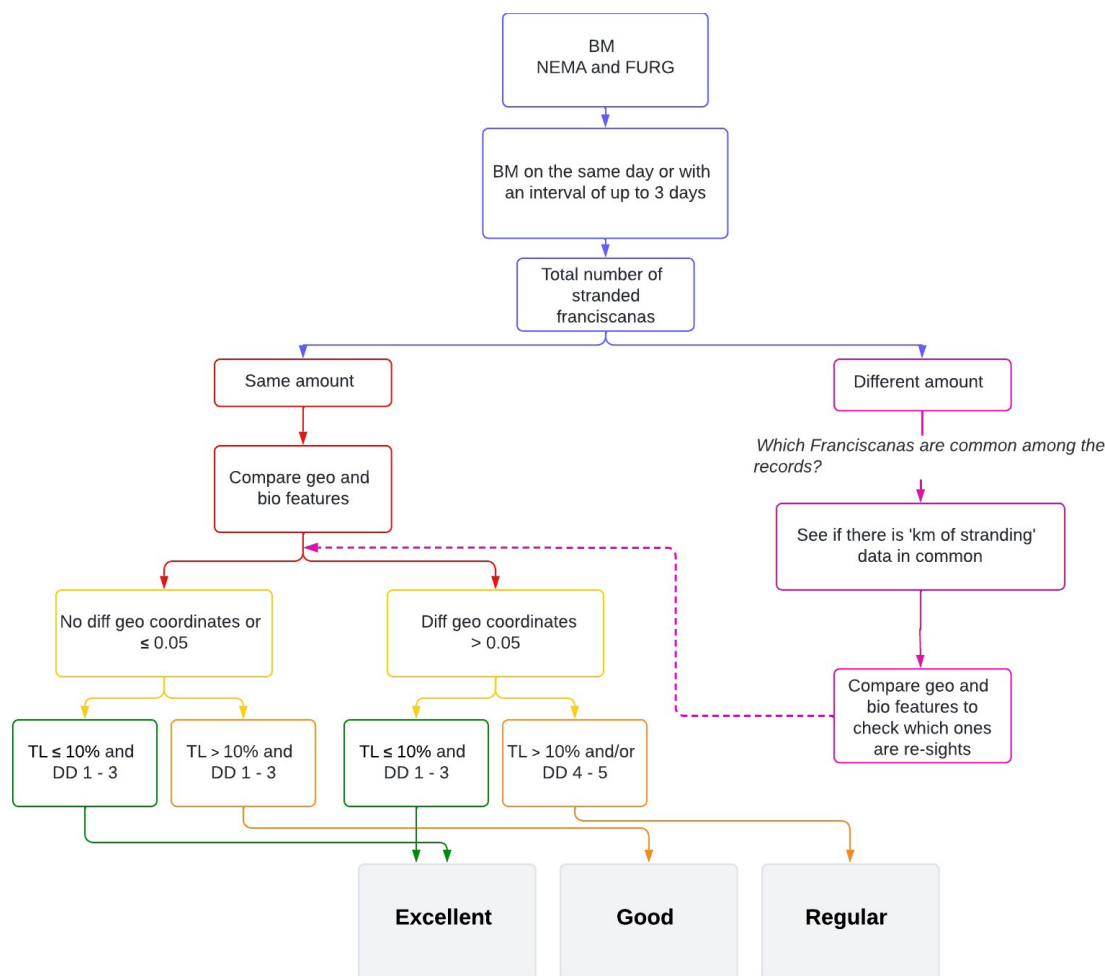 BM
NEMA and FURG
BM on the same day or with
an interval of up to 3 days
Total number of
stranded
franciscanas
Same amount
Different amount
Which Franciscanas are common among the
records?
Compare geo and
bio features
See if there is 'km of stranding'
data in common
No diff geo coordinates or
≤ 0.05
Diff geo coordinates
> 0.05
Compare geo and
bio features to
check which ones
are re-sights
TL ≤ 10% and
DD 1 - 3
TL > 10% and
DD 1 - 3
TL ≤ 10% and
DD 1 - 3
TL > 10% and/or
DD 4 - 5
Excellent
Good
Regular